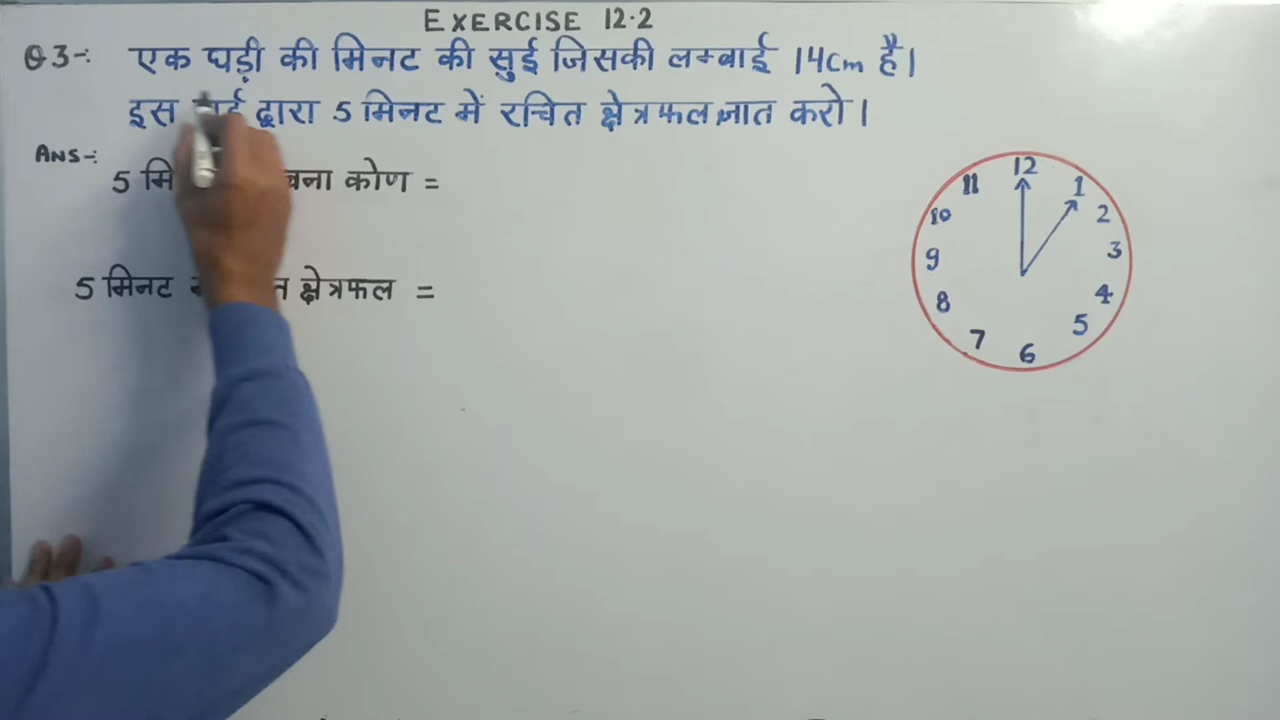 EXERCISE 12.2
Q3-: एक घड़ी की मिनट की सुई जिसकी लम्बाई 14cm है।
इस द्वारा 5 मिनट में रचित क्षेत्रफल ज्ञात करो।
ANS-:
5 कोण =
5 मिनट क्षेत्रफल =
12
11 1
10 2
9 3
8 4
7 5
6